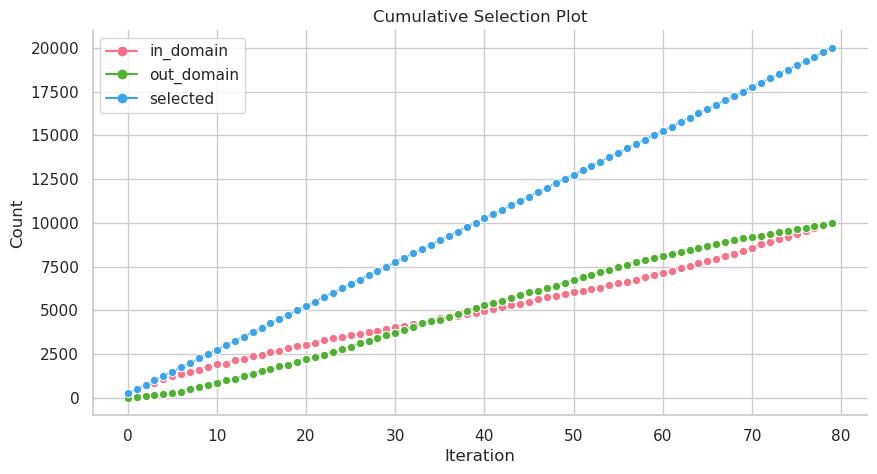 Cumulative Selection Plot
in_domain
out_domain
selected
20000
17500
15000
12500
10000
7500
5000
2500
0
Count
0 10 20 30 40 50 60 70 80
Iteration